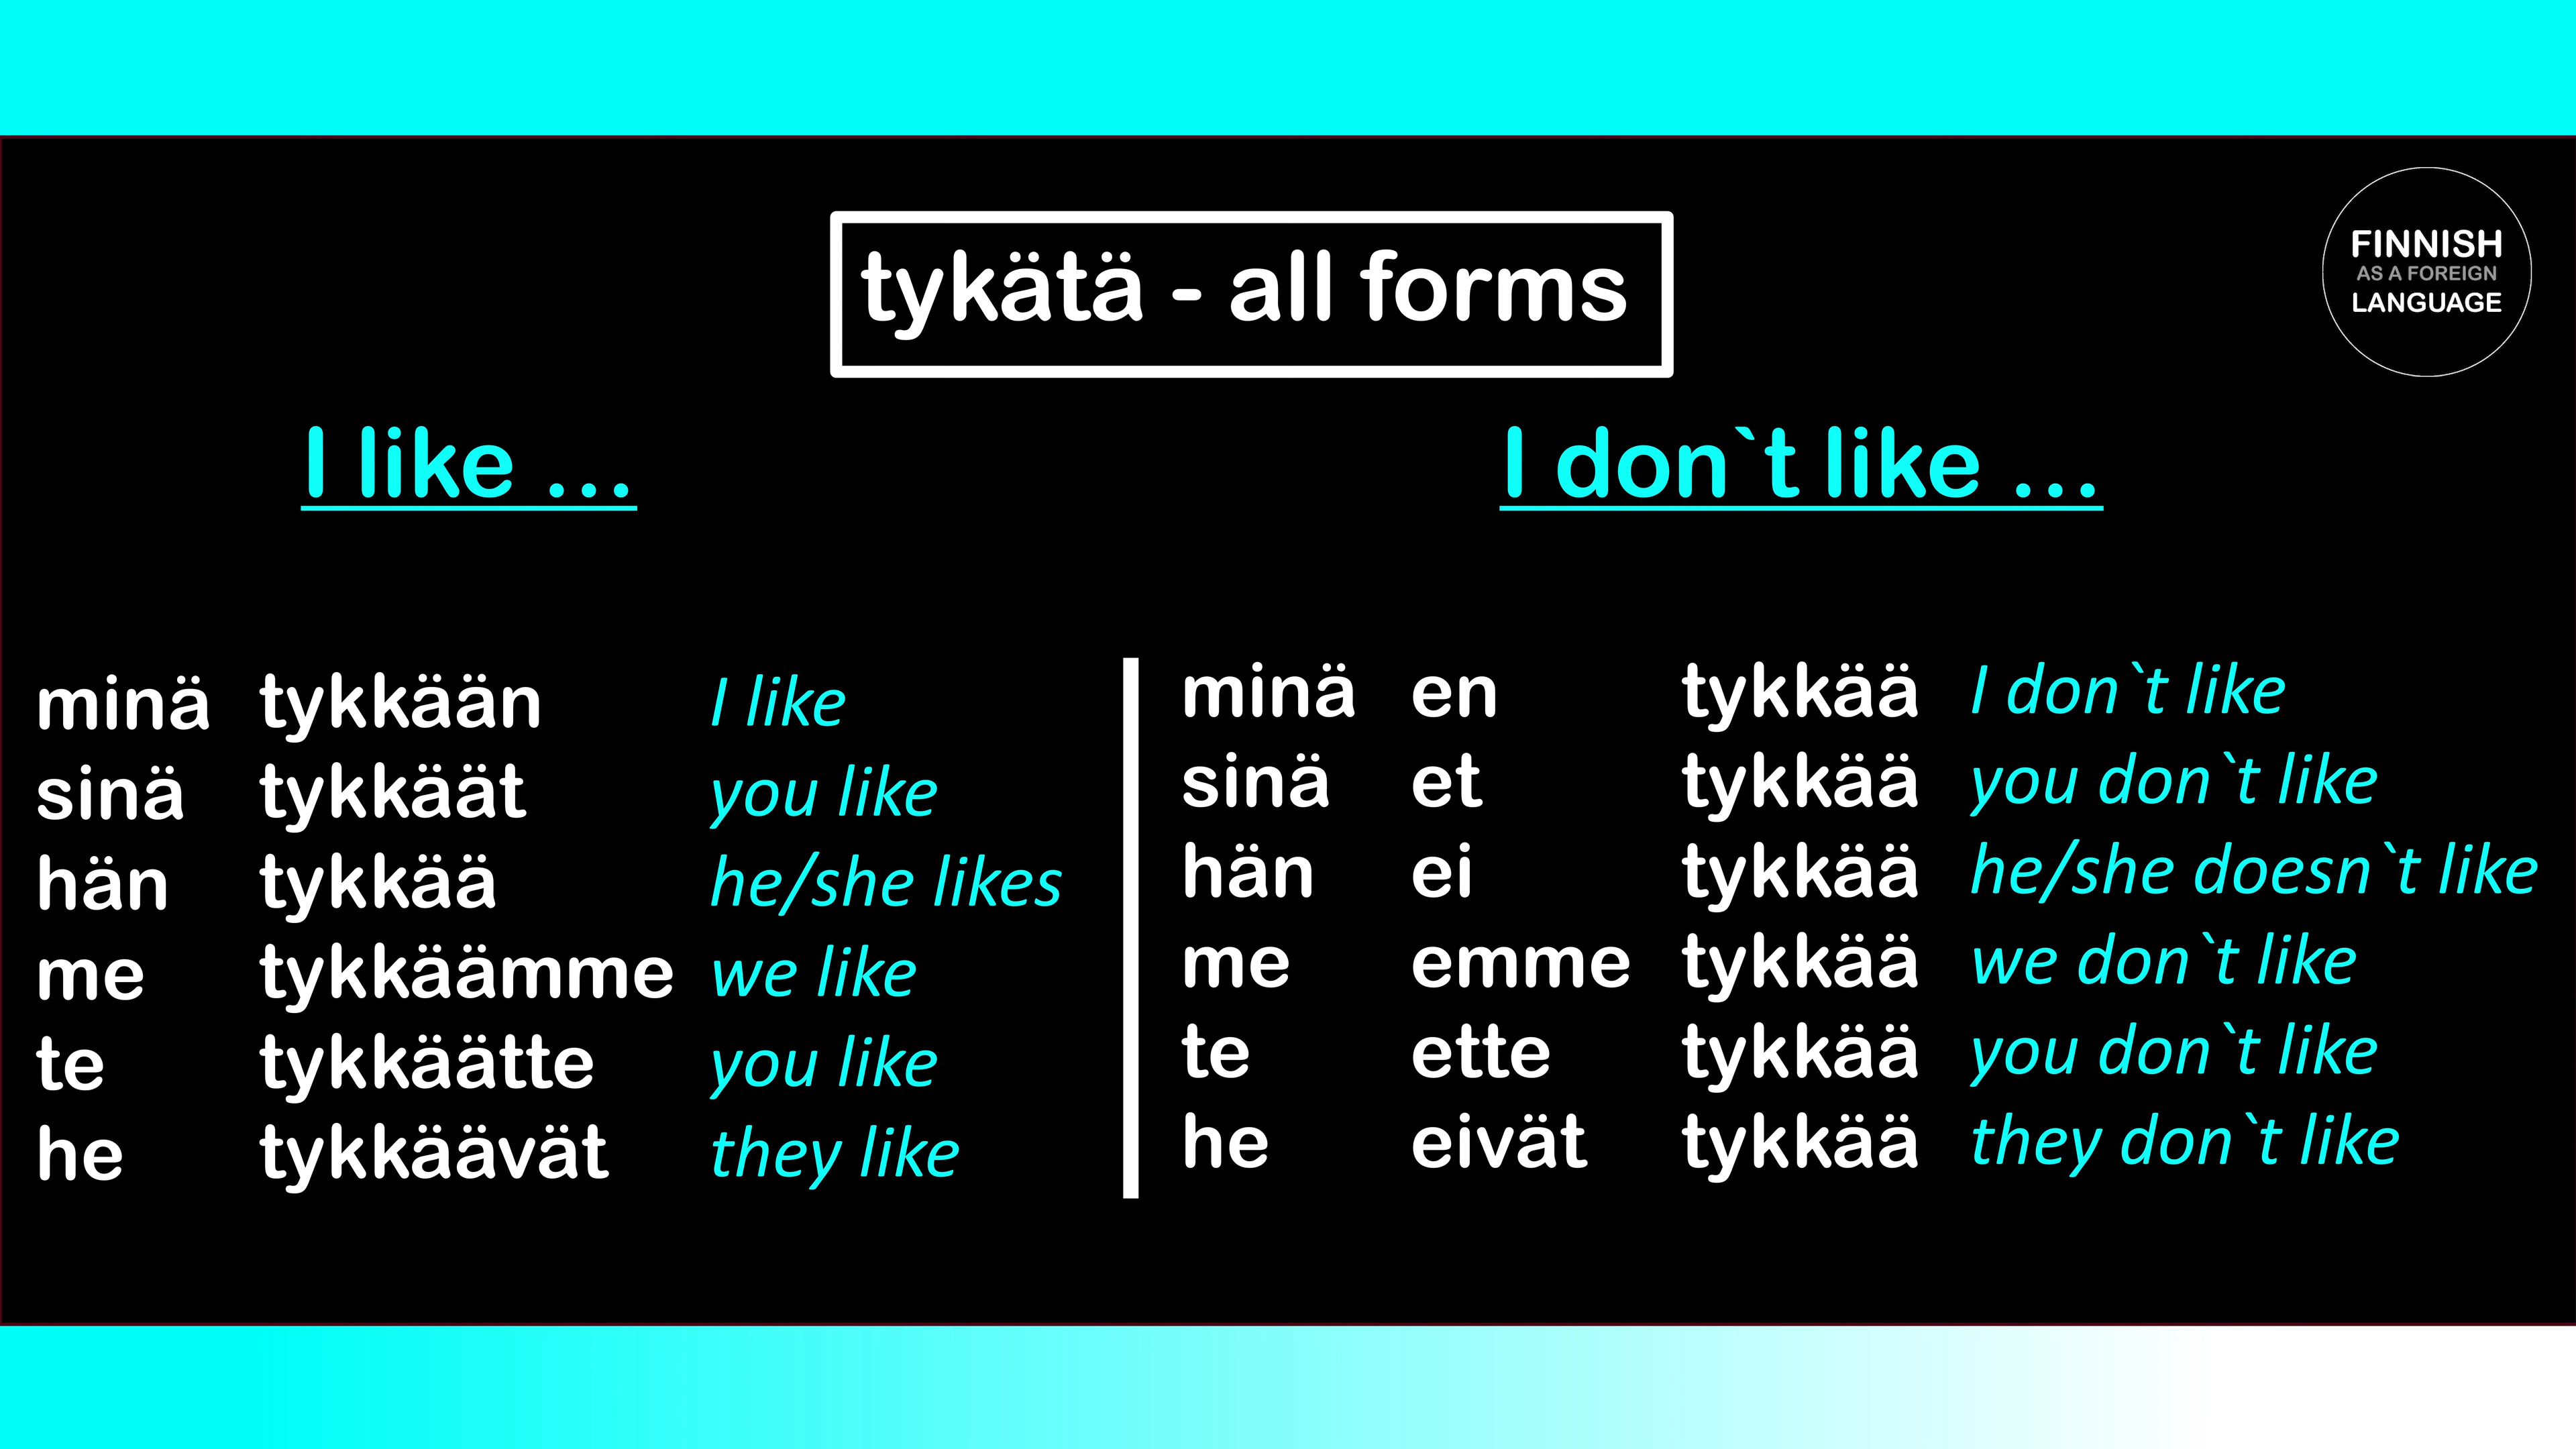 tykätä - all forms
FINNISH
AS A FOREIGN
LANGUAGE
I like ...
I don`t like ...
minä tykkään I like
sinä tykkäät you like
hän tykkää he/she likes
me tykkäämme we like
te tykkäätte you like
he tykkäävät they like
minä en tykkää I don`t like
sinä et tykkää you don`t like
hän ei tykkää he/she doesn`t like
me emme tykkää we don`t like
te ette tykkää you don`t like
he eivät tykkää they don`t like